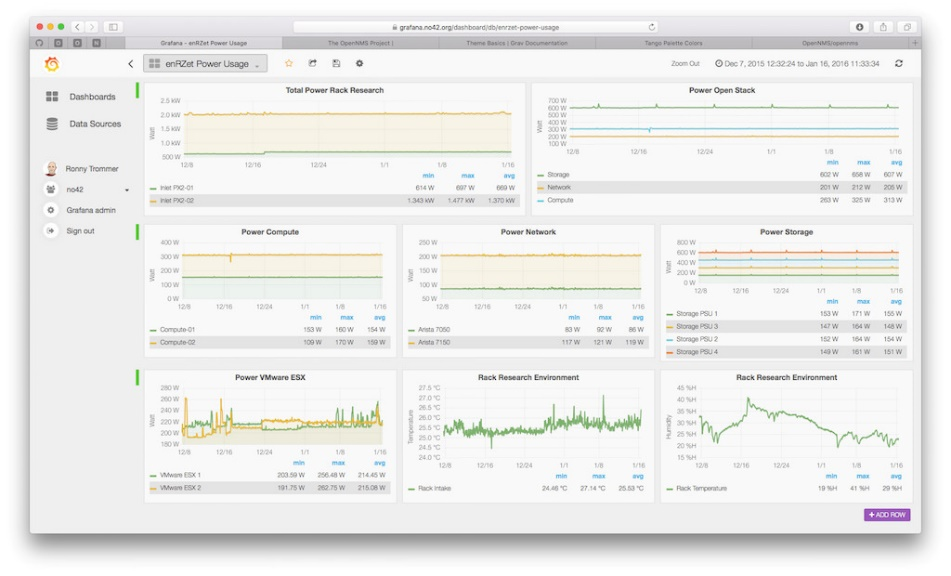 grafana.no42.org/dashboard/db/enrzet-power-usage
Grafana - enRZet Power Usage
The OpenNMS Project |
Theme Basics | Grav Documentation
Tango Palette Colors
OpenNMS/opennms
enRZet Power Usage
Zoom Out
Dec 7, 2015 12:32:24 to Jan 16, 2016 11:33:34
Dashboards
Data Sources
Ronny Trommer
no42
Grafana admin
Sign out
Total Power Rack Research
2.5 kW
2.0 kW
1.5 kW
1.0 kW
500 W
Watt
12/8 12/16 12/24 1/1 1/8 1/16
min max avg
Inlet PX2-01 614 W 697 W 669 W
Inlet PX2-02 1.343 kW 1.477 kW 1.370 kW
Power Open Stack
700 W
600 W
500 W
400 W
300 W
200 W
100 W
Watt
12/8 12/16 12/24 1/1 1/8 1/16
min max avg
Storage 602 W 658 W 607 W
Network 201 W 212 W 205 W
Compute 263 W 325 W 313 W
Power Compute
400 W
300 W
200 W
100 W
0 W
Watt
12/8 12/16 12/24 1/1 1/8 1/16
min max avg
Compute-01 153 W 160 W 154 W
Compute-02 109 W 170 W 159 W
Power Network
250 W
200 W
150 W
100 W
50 W
Watt
12/8 12/16 12/24 1/1 1/8 1/16
min max avg
Arista 7050 83 W 92 W 86 W
Arista 7150 117 W 121 W 119 W
Power Storage
800 W
600 W
400 W
200 W
0 W
Watt
12/8 12/16 12/24 1/1 1/8 1/16
min max avg
Storage PSU 1 153 W 171 W 155 W
Storage PSU 3 147 W 164 W 148 W
Storage PSU 2 152 W 164 W 154 W
Storage PSU 4 149 W 161 W 151 W
Power VMware ESX
280 W
260 W
240 W
220 W
200 W
180 W
Watt
12/8 12/16 12/24 1/1 1/8 1/16
min max avg
VMware ESX 1 203.59 W 256.48 W 214.45 W
VMware ESX 2 191.75 W 262.75 W 215.08 W
Rack Research Environment
27.5 °C
27.0 °C
26.5 °C
26.0 °C
25.5 °C
25.0 °C
24.5 °C
24.0 °C
Temperature
12/8 12/16 12/24 1/1 1/8 1/16
min max avg
Rack Intake 24.46 °C 27.14 °C 25.53 °C
Rack Research Environment
45 %H
40 %H
35 %H
30 %H
25 %H
20 %H
15 %H
Humidity
12/8 12/16 12/24 1/1 1/8 1/16
min max avg
Rack Temperature 19 %H 41 %H 29 %H
+ ADD ROW